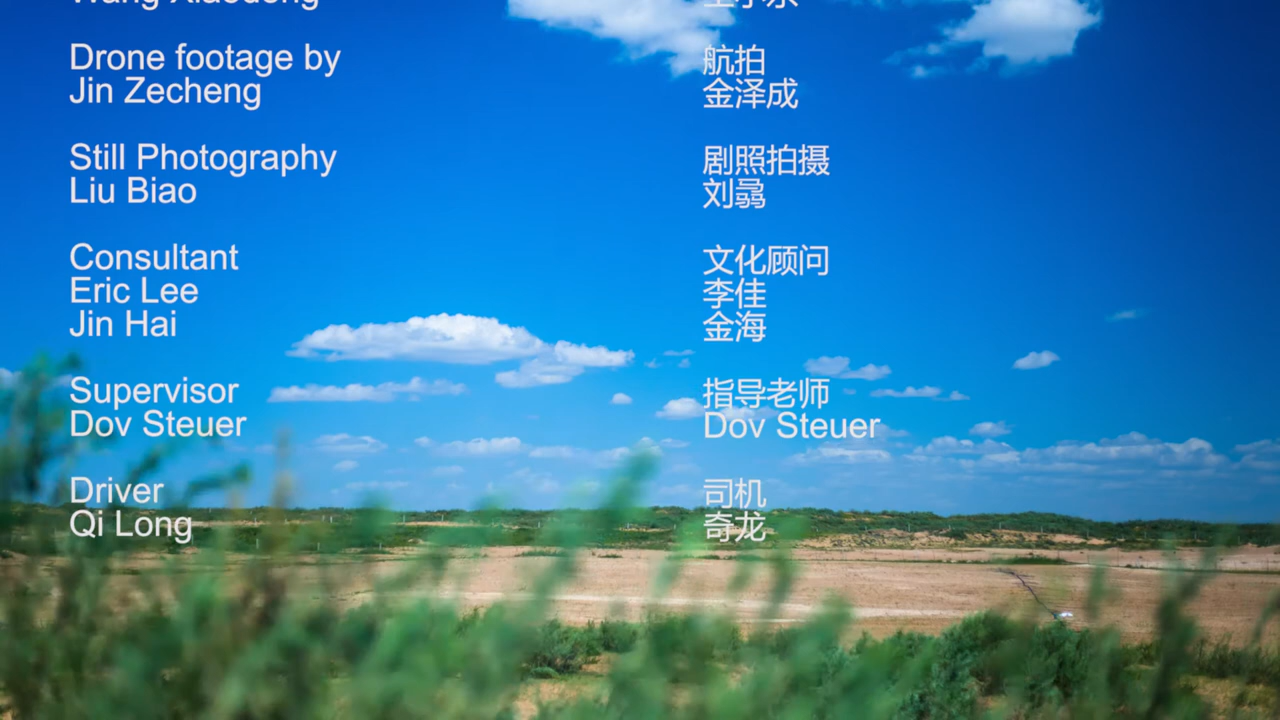 Drone footage by
Jin Zecheng
Still Photography
Liu Biao
Consultant
Eric Lee
Jin Hai
Supervisor
Dov Steuer
Driver
Qi Long
航拍
金泽成
剧照拍摄
刘骉
文化顾问
李佳
金海
指导老师
Dov Steuer
司机
奇龙